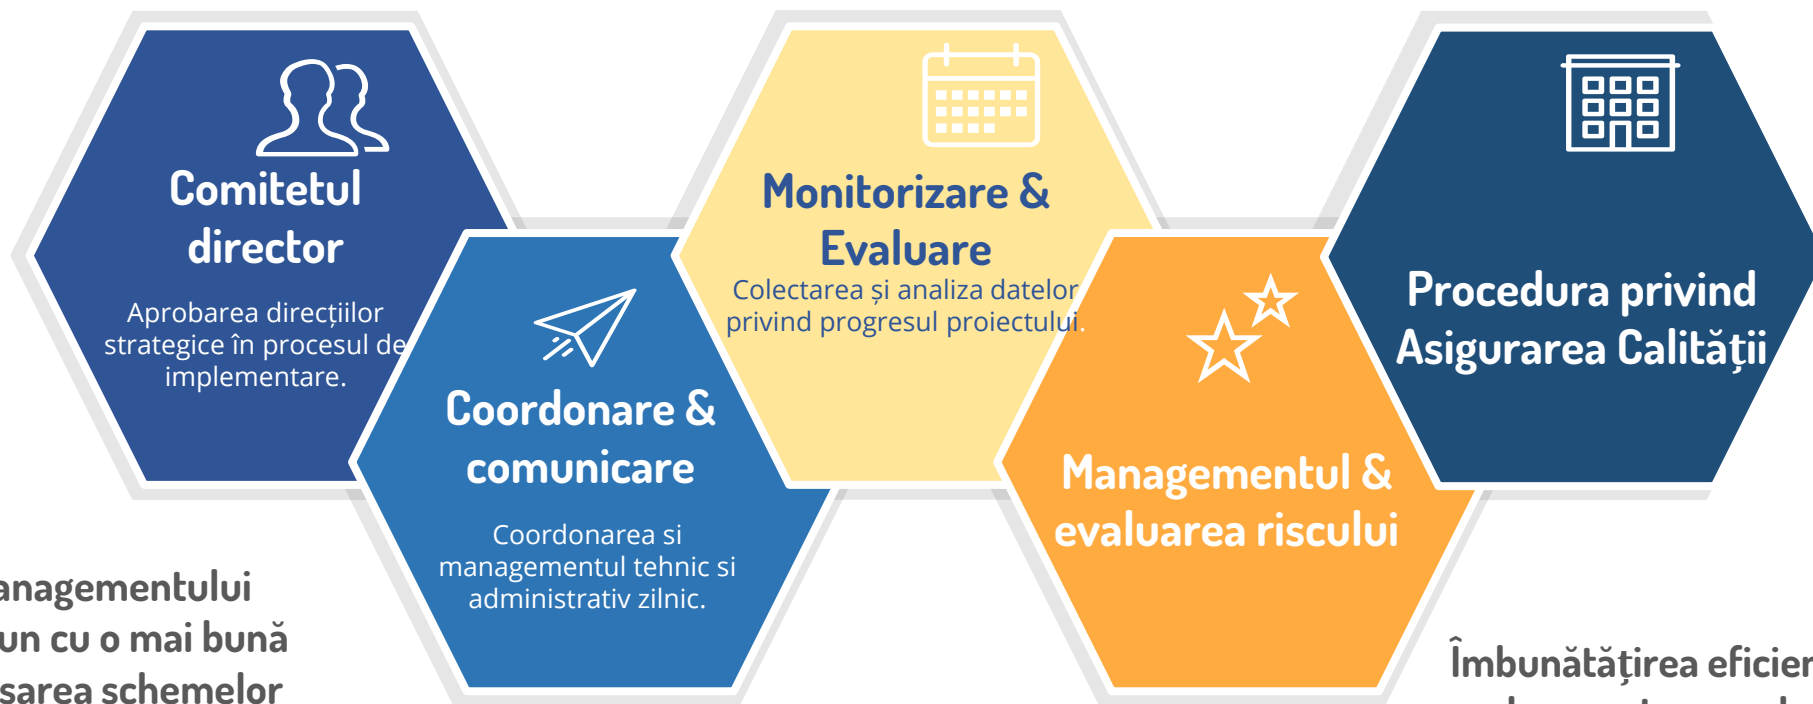 Comitetul
director
Aprobarea direcțiilor
strategice în procesul de
implementare.
Coordonare &
comunicare
Coordonarea si
managementul tehnic si
administrativ zilnic.
Monitorizare &
Evaluare
Colectarea și analiza datelor
privind progresul proiectului.
Managementul &
evaluarea riscului
Procedura privind
Asigurarea Calității
anagementului
un cu o mai bună
sarea schemelor
Îmbunătățirea eficien